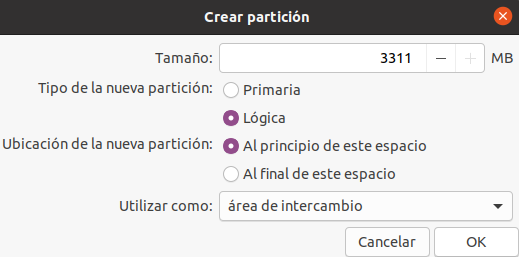 Crear partición
Tamaño: 3311 MB
Tipo de la nueva partición: Primaria
Lógica
Ubicación de la nueva partición: Al principio de este espacio
Al final de este espacio
Utilizar como: área de intercambio
Cancelar OK